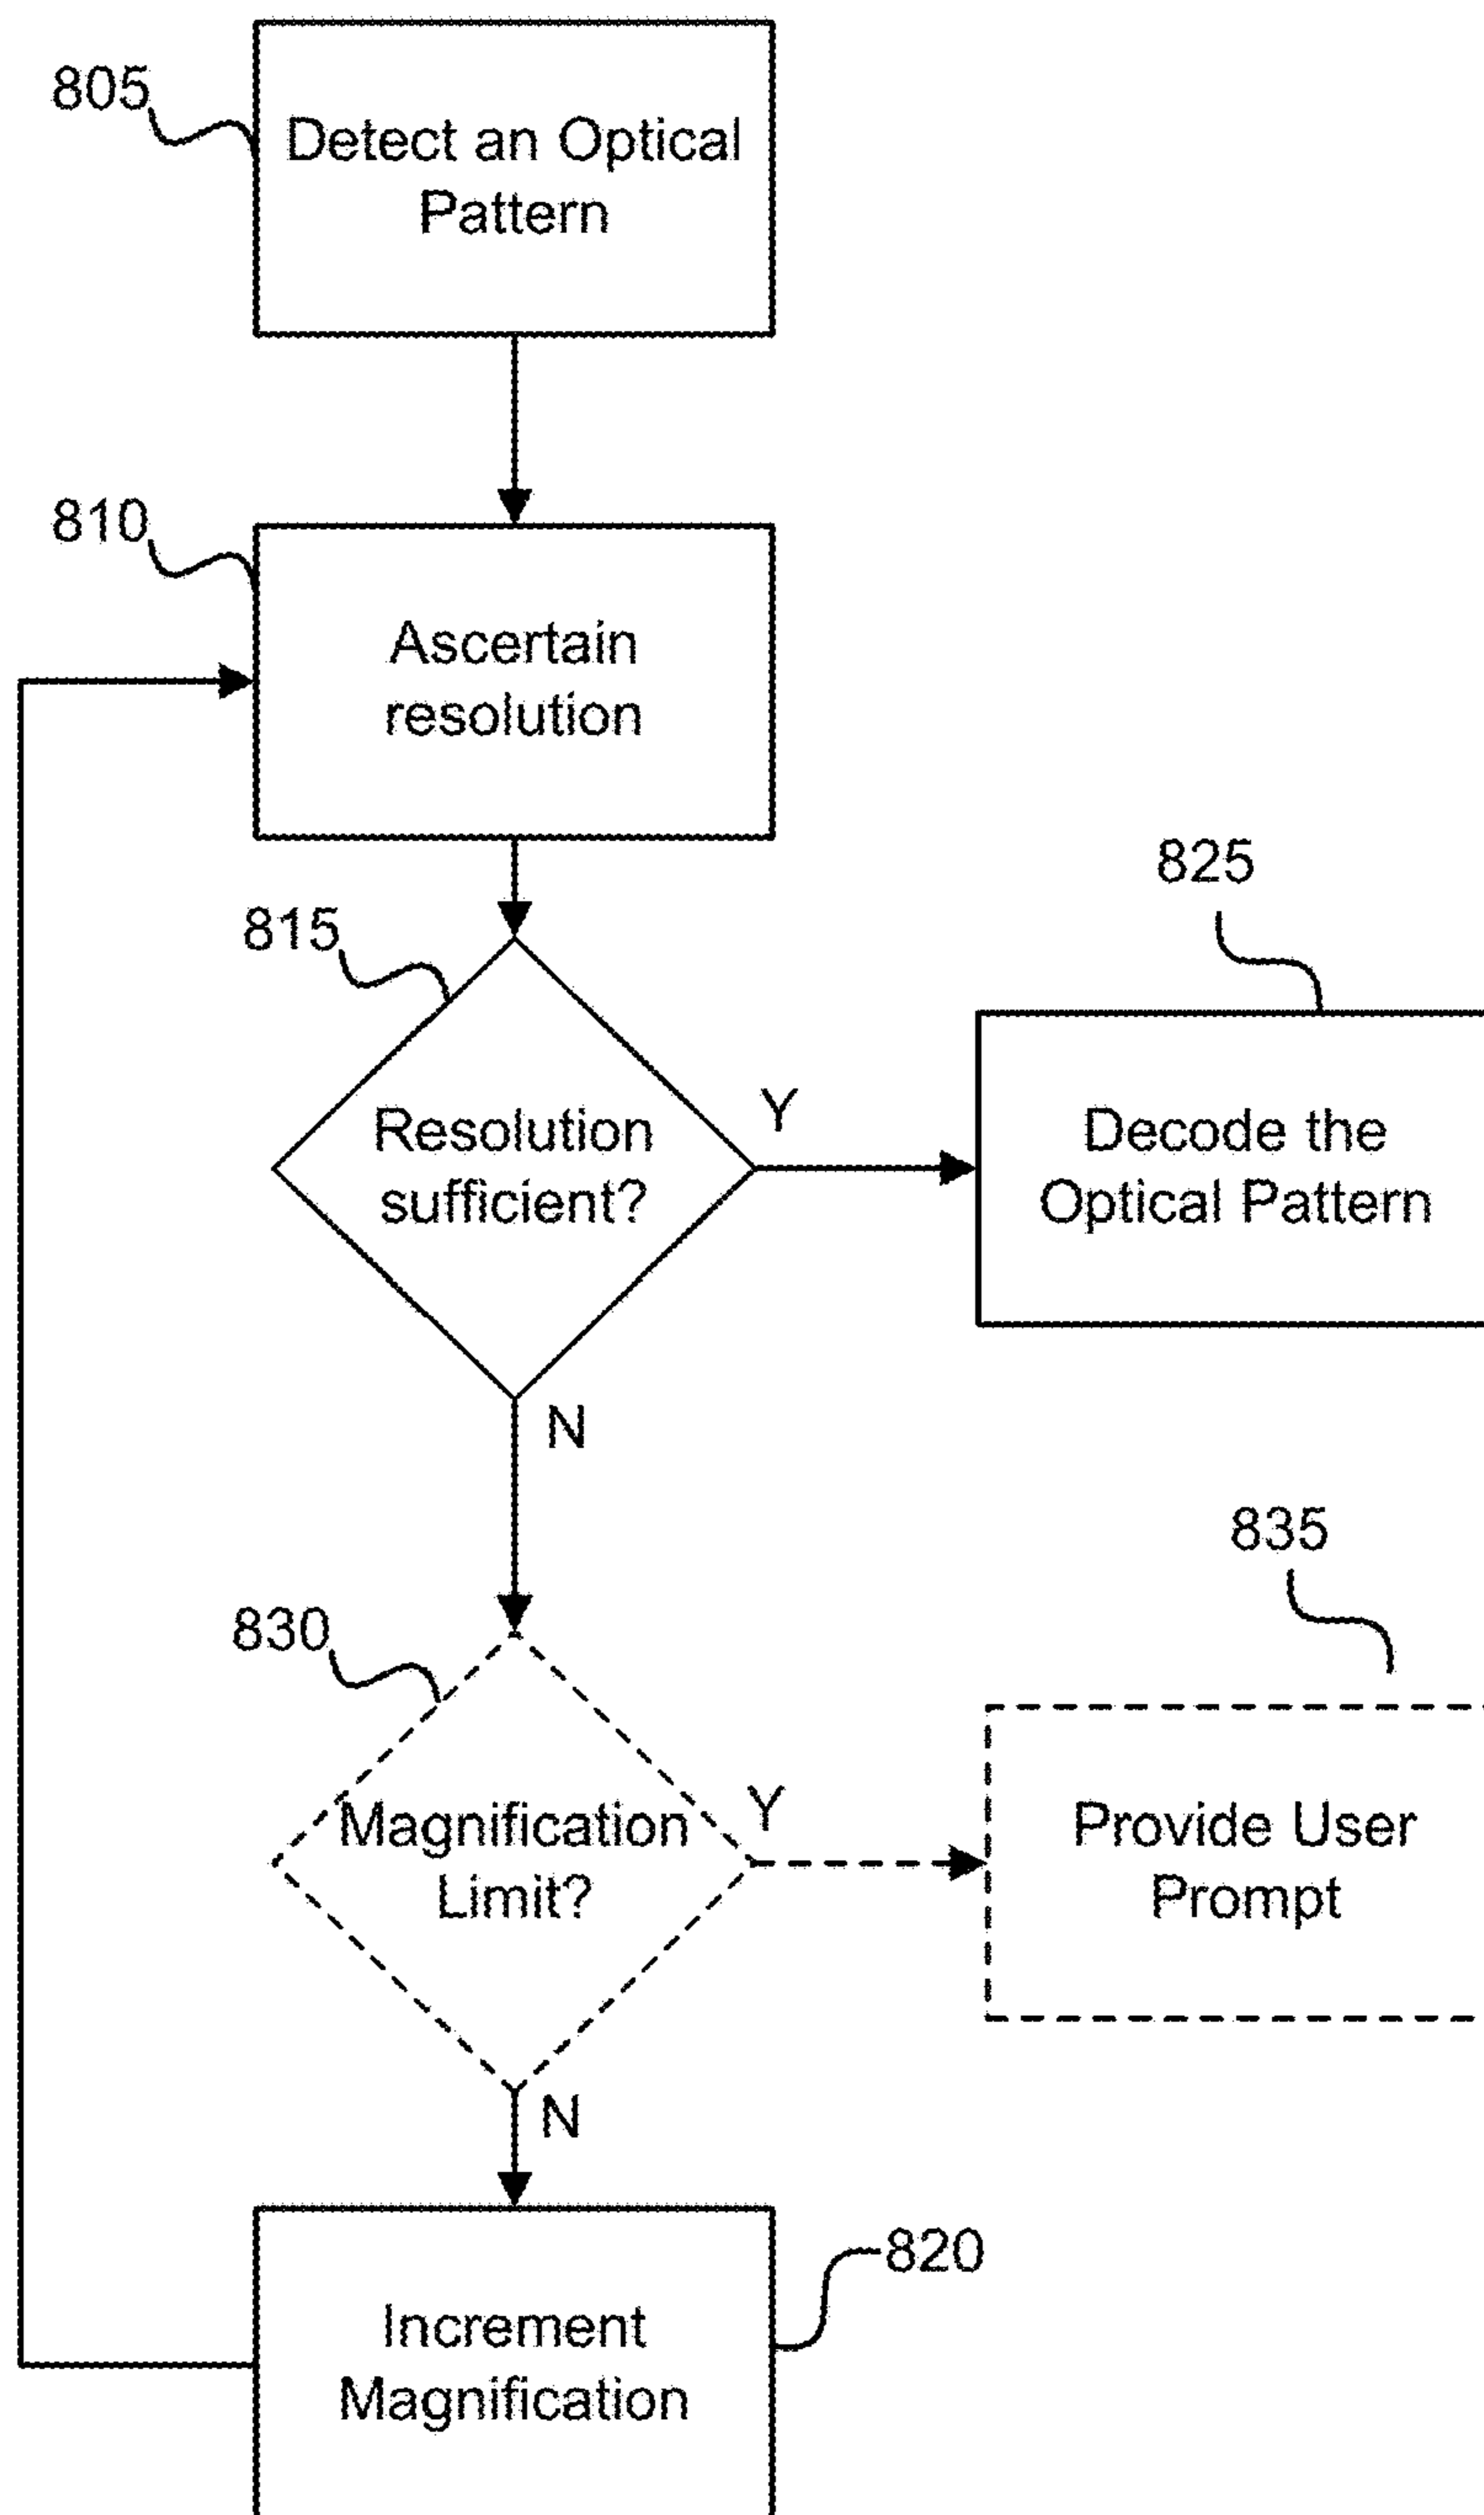 805
Detect an Optical
Pattern
810
Ascertain
resolution
815
Resolution
sufficient?
Y
825
Decode the
Optical Pattern
N
830
Magnification
Limit?
Y
835
Provide User
Prompt
N
820
Increment
Magnification